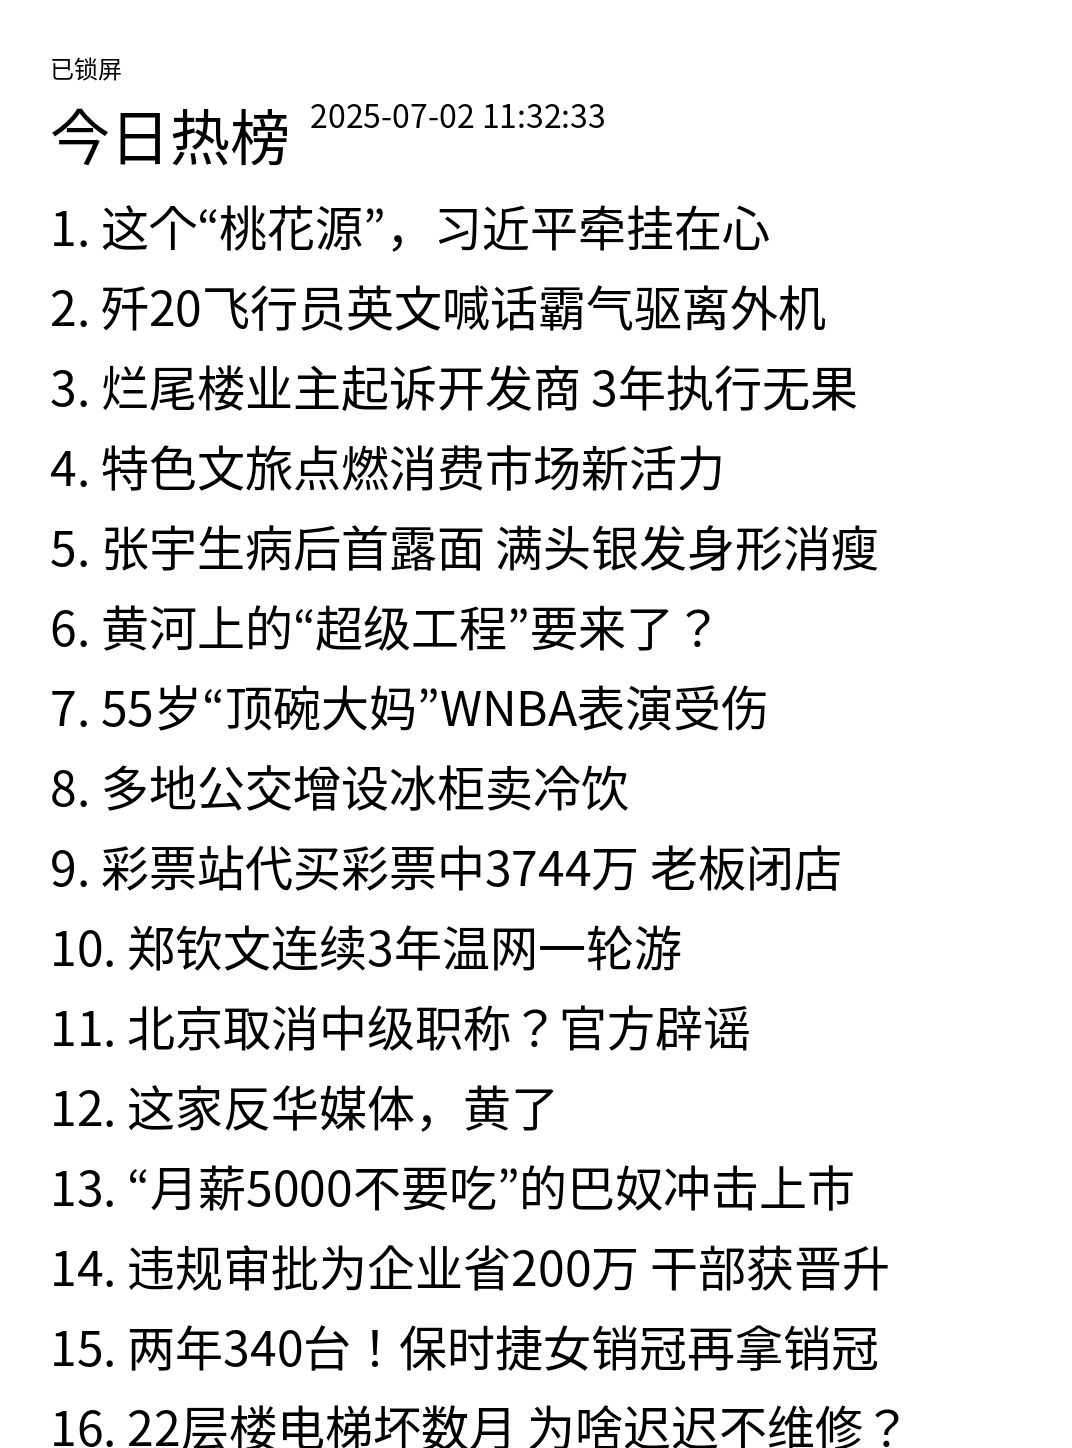 已锁屏
今日热榜 2025-07-02 11:32:33
1. 这个“桃花源”，习近平牵挂在心
2. 歼20飞行员英文喊话霸气驱离外机
3. 烂尾楼业主起诉开发商 3年执行无果
4. 特色文旅点燃消费市场新活力
5. 张宇生病后首露面 满头银发身形消瘦
6. 黄河上的“超级工程”要来了？
7. 55岁“顶碗大妈”WNBA表演受伤
8. 多地公交增设冰柜卖冷饮
9. 彩票站代买彩票中3744万 老板闭店
10. 郑钦文连续3年温网一轮游
11. 北京取消中级职称？官方辟谣
12. 这家反华媒体，黄了
13. “月薪5000不要吃”的巴奴冲击上市
14. 违规审批为企业省200万 干部获晋升
15. 两年340台！保时捷女销冠再拿销冠
16. 22层楼电梯坏数月 为啥迟迟不维修？